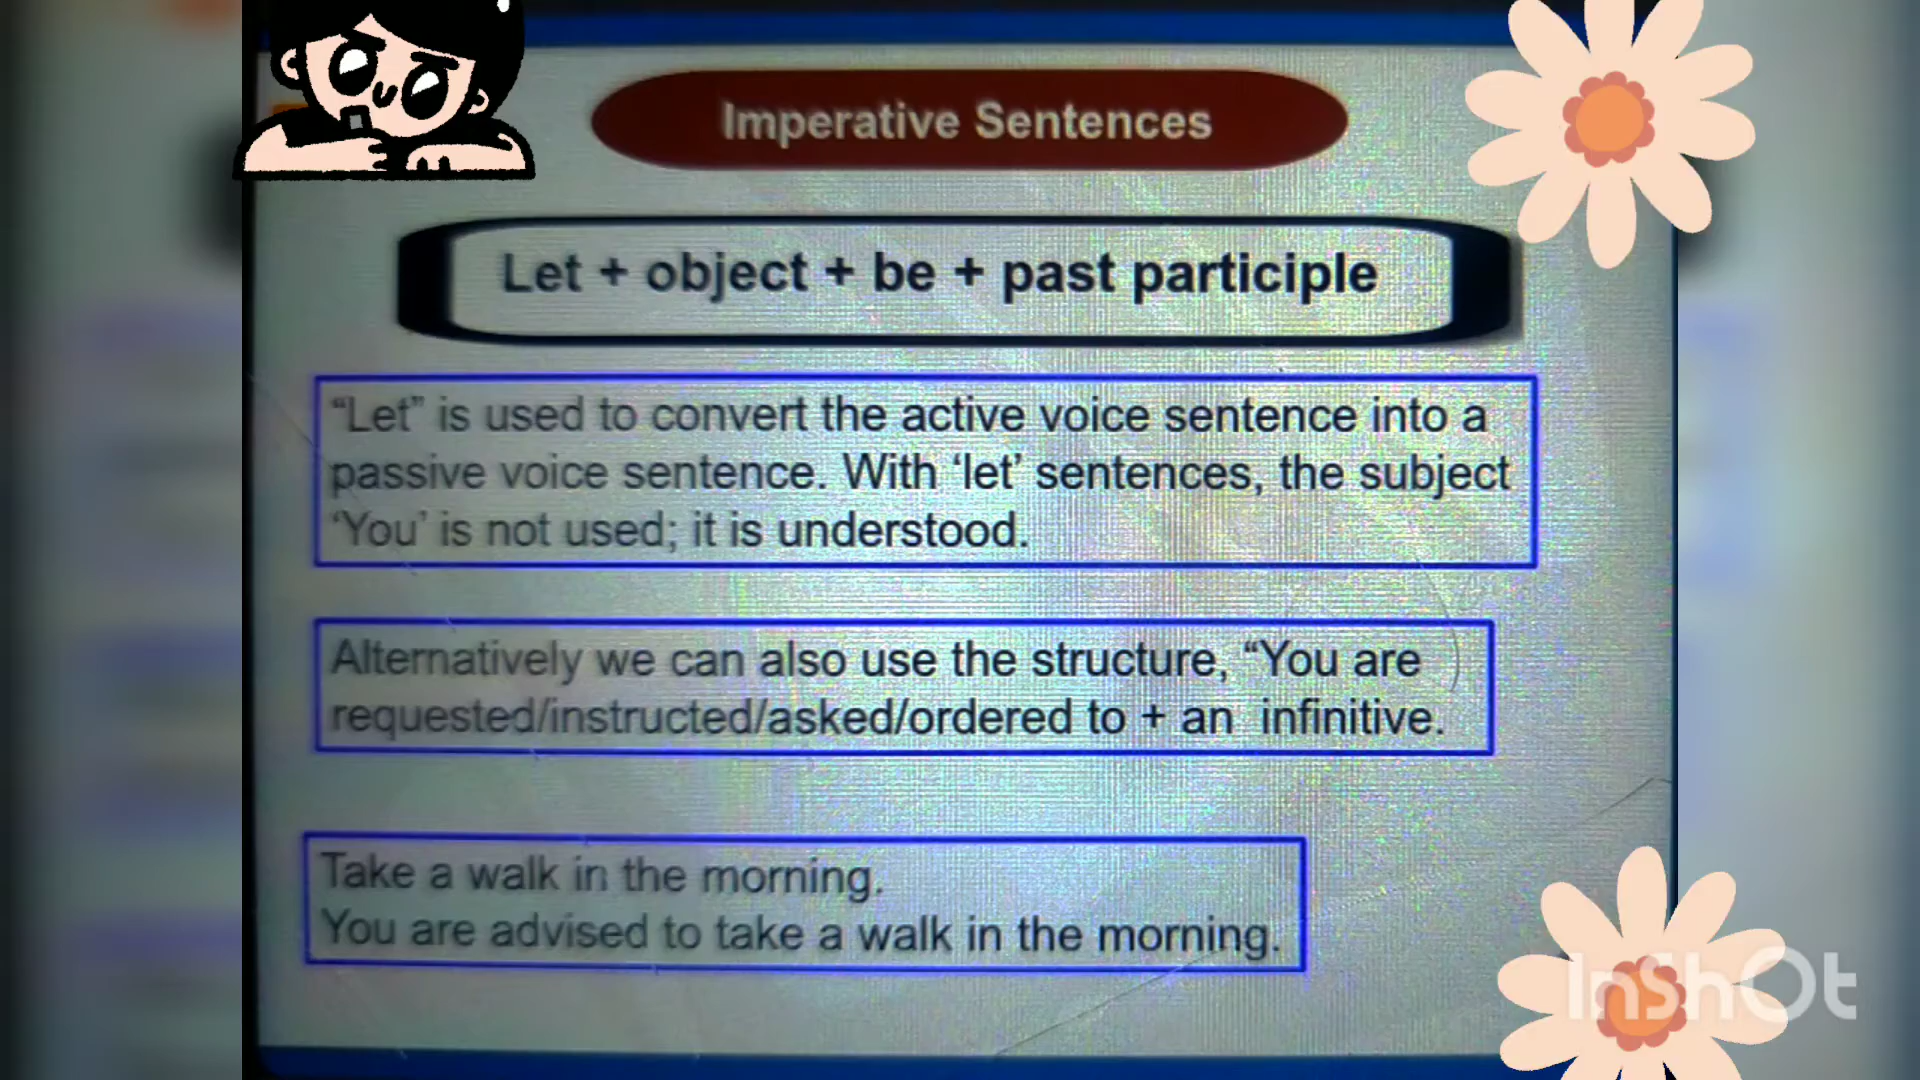 Imperative Sentences
Let + object + be + past participle
“Let” is used to convert the active voice sentence into a
passive voice sentence. With ‘let’ sentences, the subject
‘You’ is not used; it is understood.
Alternatively we can also use the structure, “You are
requested/instructed/asked/ordered to + an infinitive.
Take a walk in the morning.
You are advised to take a walk in the morning.
InShOt